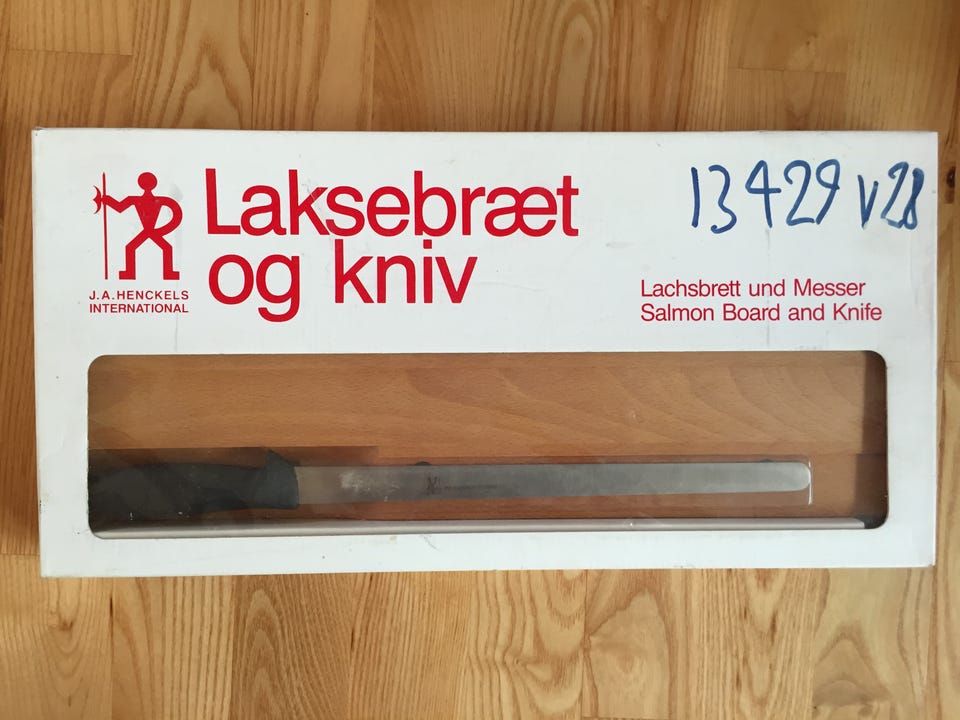 Laksebræt
og kniv
J.A.HENCKELS
INTERNATIONAL
13429 v28
Lachsbrett und Messer
Salmon Board and Knife